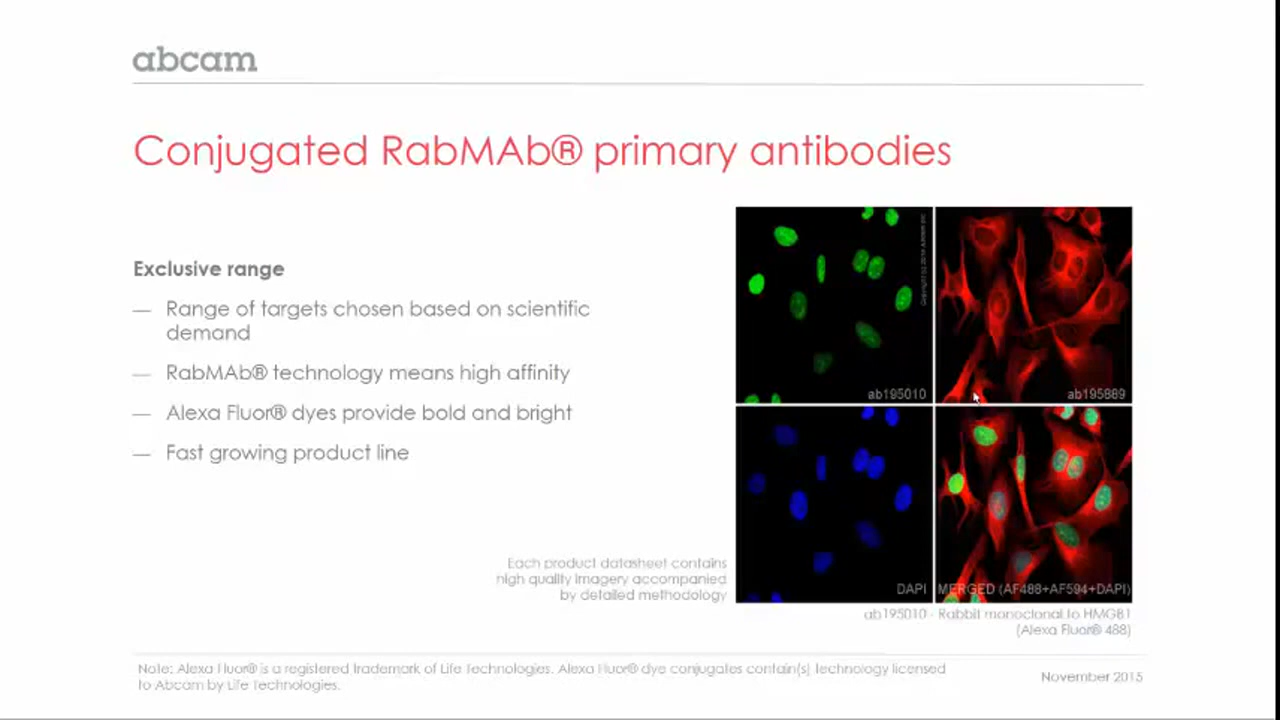 abcam
Conjugated RabMAb® primary antibodies
Exclusive range
— Range of targets chosen based on scientific
demand
— RabMAb® technology means high affinity
— Alexa Fluor® dyes provide bold and bright
— Fast growing product line
ab195010
ab195889
DAPI
MERGED (AF488+AF594+DAPI)
Each product datasheet contains
high quality imagery accompanied
by detailed methodology
ab195010 - Rabbit monoclonal to HMGB1
(Alexa Fluor® 488)
Note: Alexa Fluor® is a registered trademark of Life Technologies. Alexa Fluor® dye conjugates contain(s) technology licensed
to Abcam by Life Technologies.
November 2015